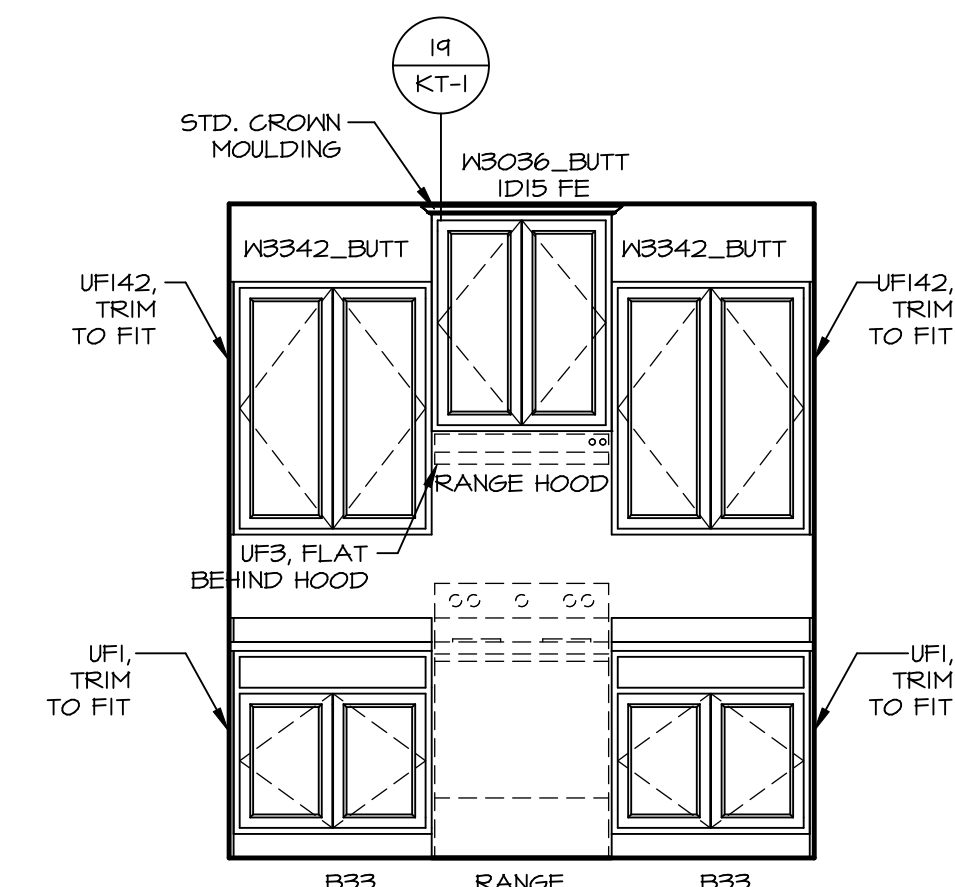 19
KT-1
STD. CROWN
MOULDING
W3036_BUTT
1D15 FE
W3342_BUTT
W3342_BUTT
UF142,
TRIM
TO FIT
UF142,
TRIM
TO FIT
RANGE HOOD
UF3, FLAT
BEHIND HOOD
UF1,
TRIM
TO FIT
UF1,
TRIM
TO FIT
B33
RANGE
B33